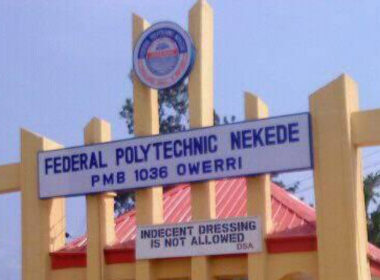 FEDERAL POLYTECHNIC NEKEDE
PMB 1036 OWERRI
INDECENT DRESSING
IS NOT ALLOWED
DSA